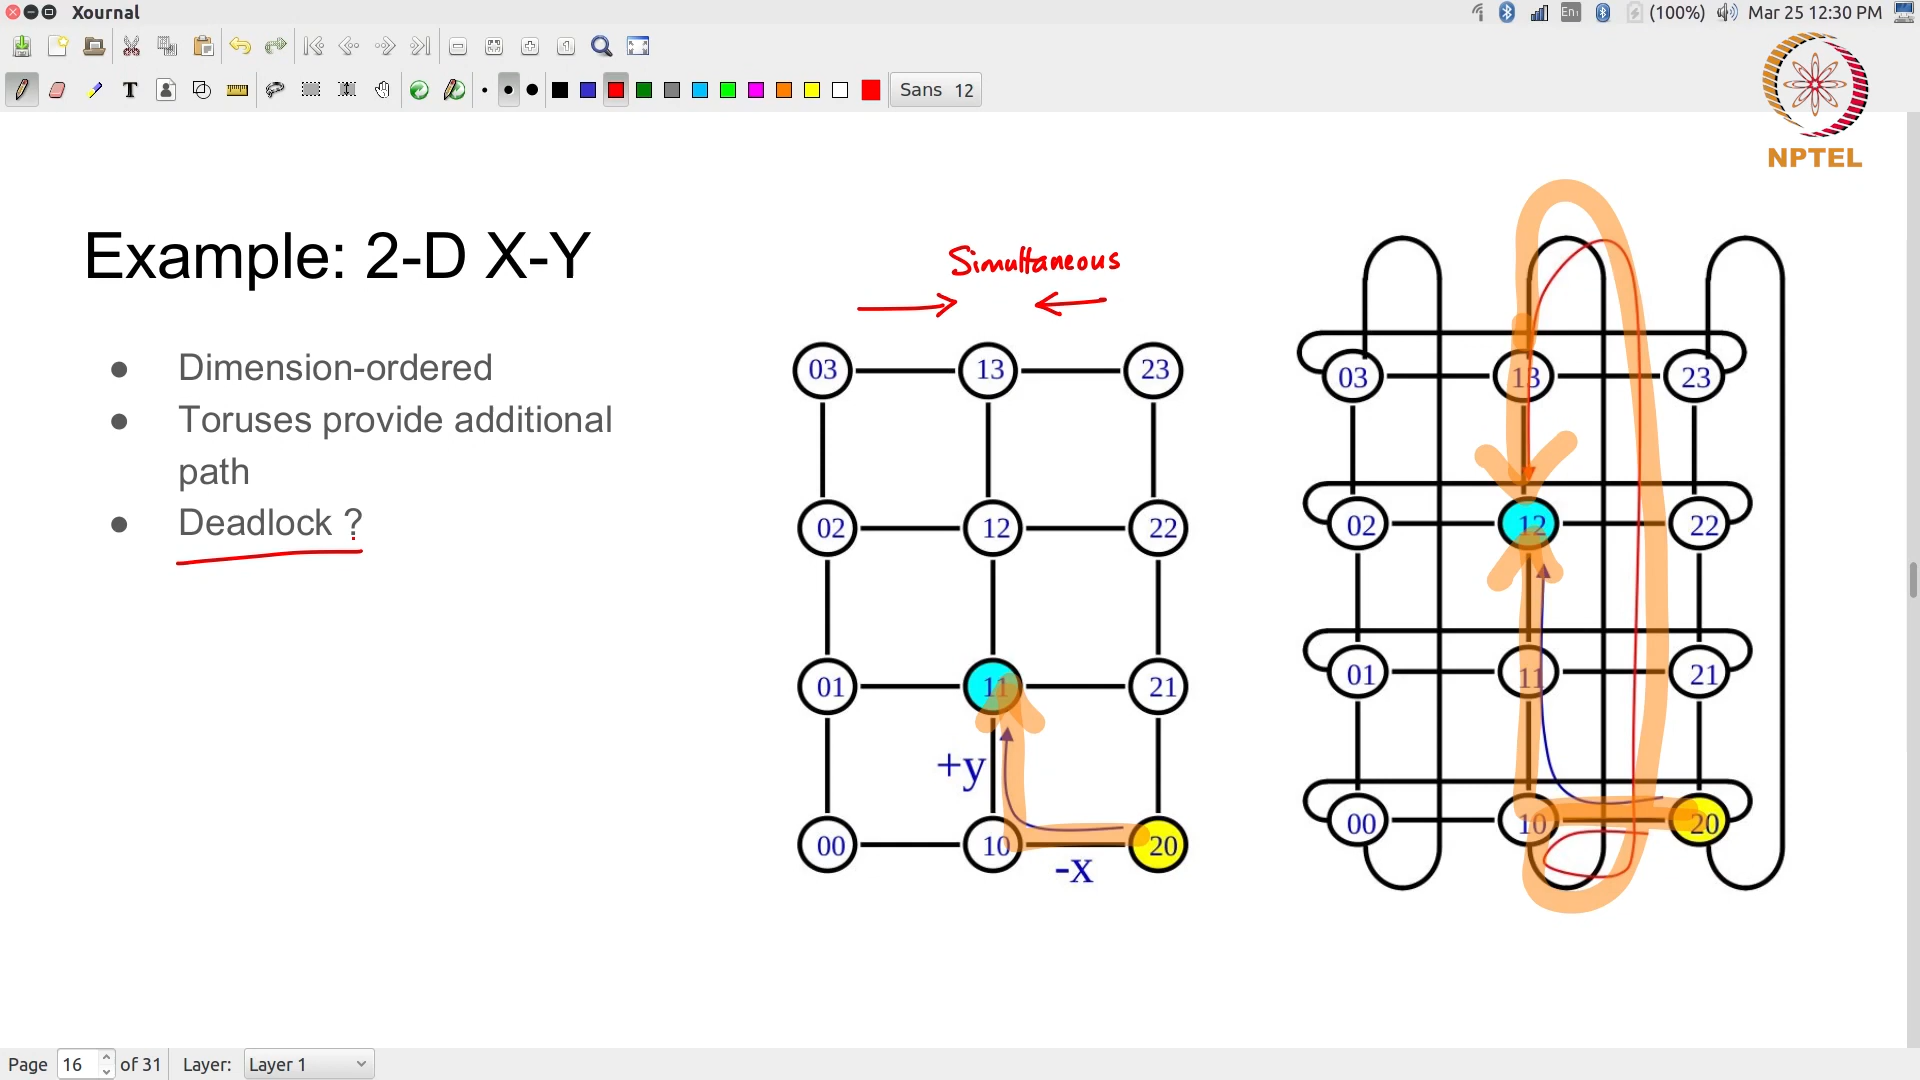 Xournal
En₁
(100%)
Mar 25 12:30 PM
T
Sans 12
NPTEL
Example: 2-D X-Y
● Dimension-ordered
● Toruses provide additional
path
● Deadlock ?
Simultaneous
03 13 23
02 12 22
01 11 21
+y
00 10 20
-x
03 13 23
02 12 22
01 11 21
00 10 20
Page 16 of 31 Layer: Layer 1